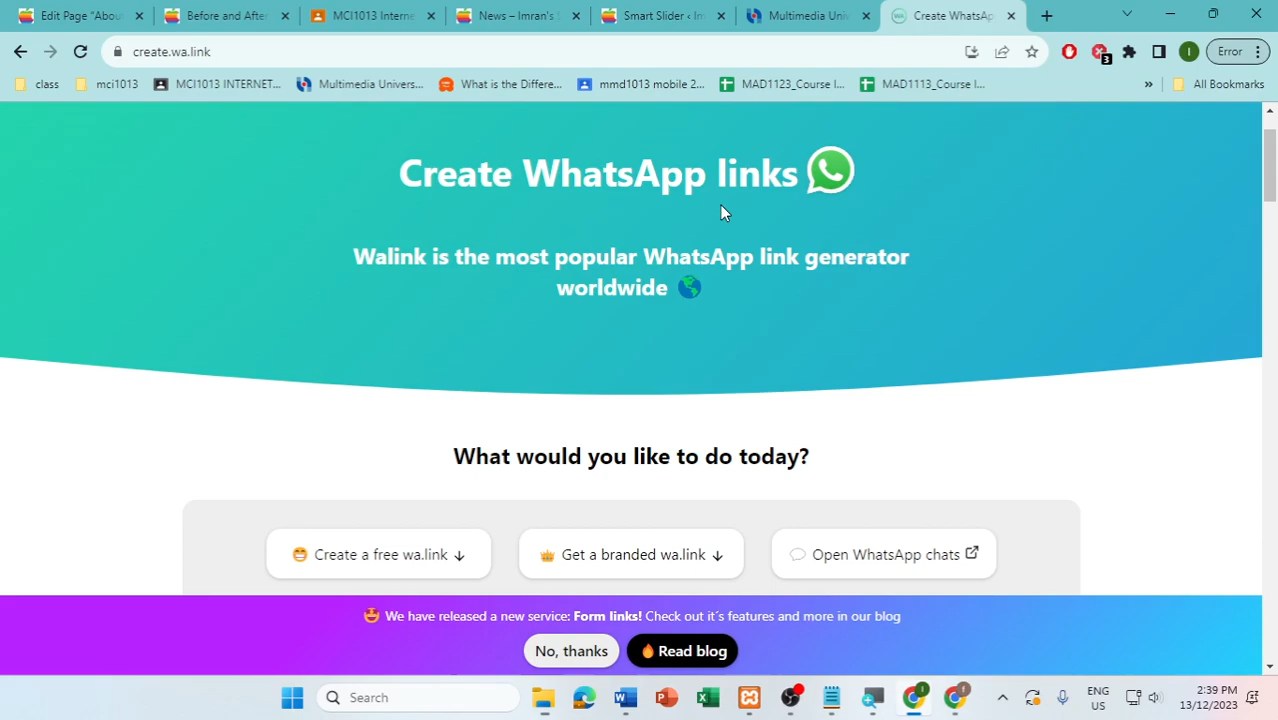 Edit Page "Abou
Before and After
MCI1013 Interne
News – Imran's S
Smart Slider ‹ Im
Multimedia Univ
Create WhatsAp
create.wa.link
Error
class
mci1013
MCI1013 INTERNET...
Multimedia Univers...
What is the Differe...
mmd1013 mobile 2...
MAD1123_Course I...
MAD1113_Course I...
»
All Bookmarks
3
I
Create WhatsApp links
Walink is the most popular WhatsApp link generator
worldwide
What would you like to do today?
Create a free wa.link ↓
Get a branded wa.link ↓
Open WhatsApp chats
We have released a new service: Form links! Check out it´s features and more in our blog
No, thanks
Read blog
Search
ENG
US
2:39 PM
13/12/2023